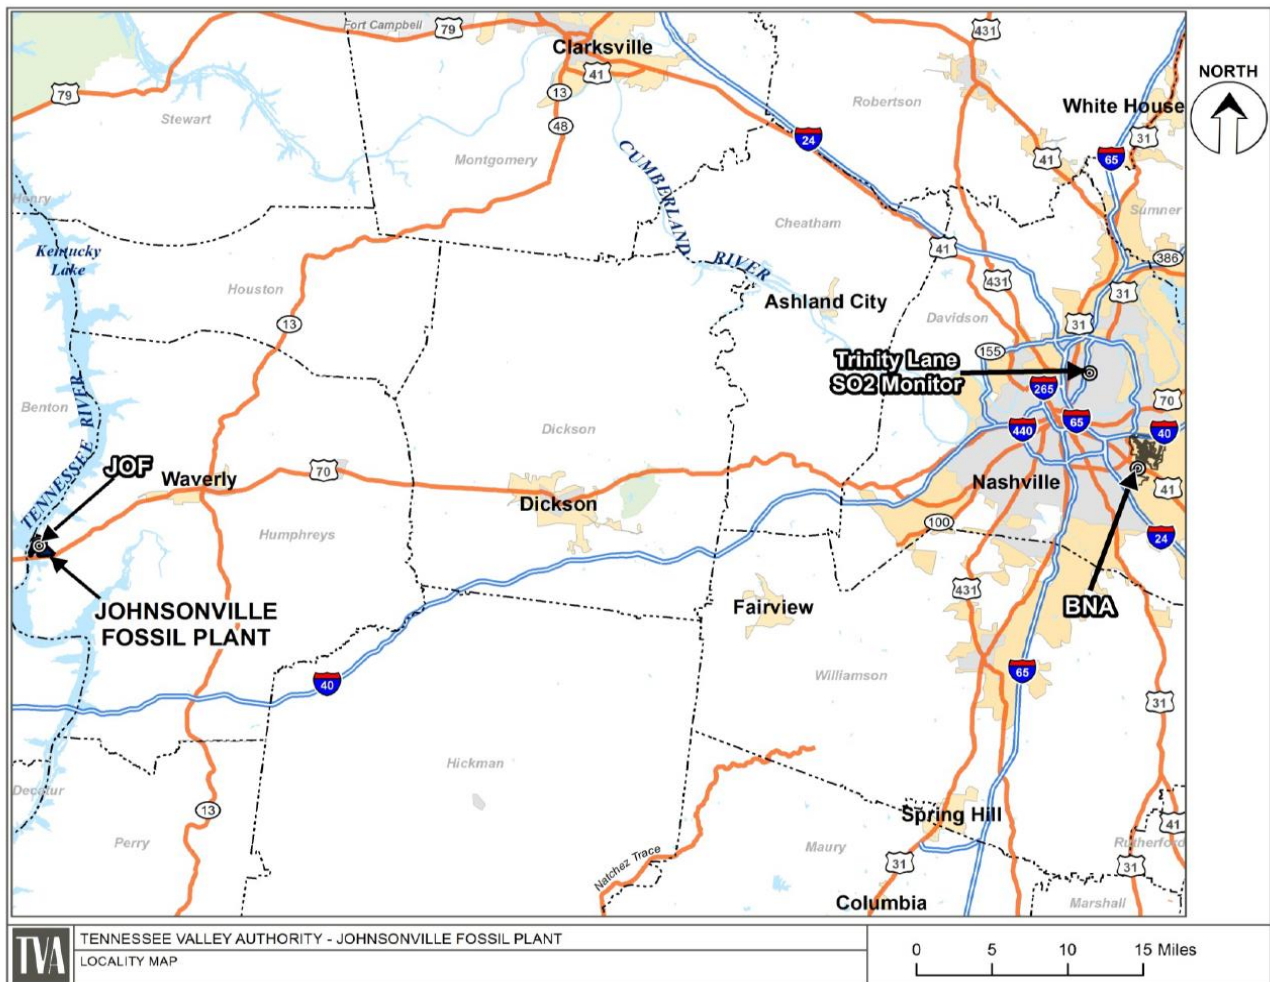 Fort Campbell
79
Clarksville
41
431
NORTH
79
13
Robertson
White House
Stewart
48
24
31
Montgomery
41
65
CUMBERLAND RIVER
Henry
Cheatham
Sumner
Kentucky
Lake
41
386
Houston
431
31
Ashland City
13
Davidson
31
Trinity Lane
SO2 Monitor
155
265
Benton
70
TENNESSEE RIVER
Dickson
440
65
40
JOF
Waverly
70
Nashville
41
Dickson
100
Humphreys
24
JOHNSONVILLE
FOSSIL PLANT
Fairview
431
BNA
65
Williamson
40
31
Hickman
Decatur
13
Spring Hill
41
Perry
Natchez Trace
Maury
31
Rutherford
31
Columbia
Marshall
TVA
TENNESSEE VALLEY AUTHORITY - JOHNSONVILLE FOSSIL PLANT
LOCALITY MAP
0 5 10 15 Miles